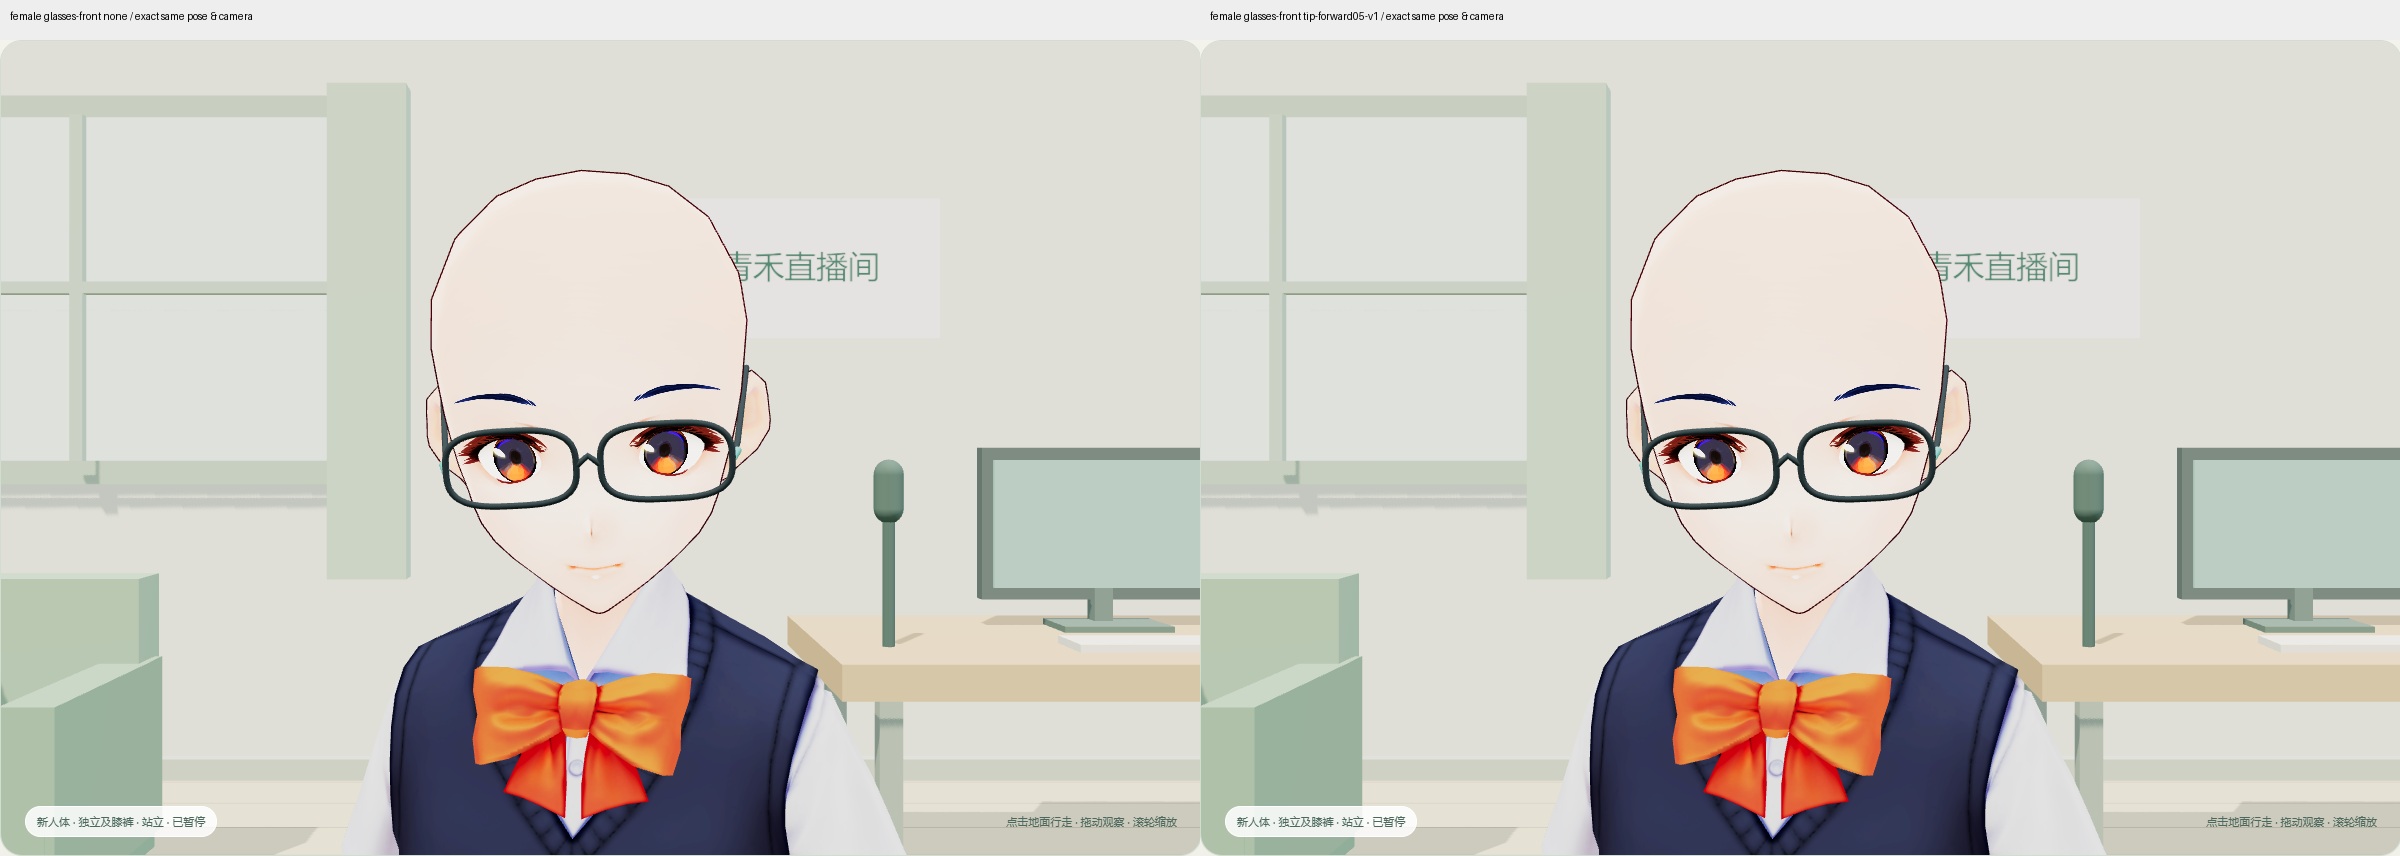 female glasses-front none / exact same pose & camera
female glasses-front tip-forward05-v1 / exact same pose & camera
青禾直播间
青禾直播间
新人体 · 独立及膝裤 · 站立 · 已暂停
点击地面行走 · 拖动观察 · 滚轮缩放
新人体 · 独立及膝裤 · 站立 · 已暂停
点击地面行走 · 拖动观察 · 滚轮缩放